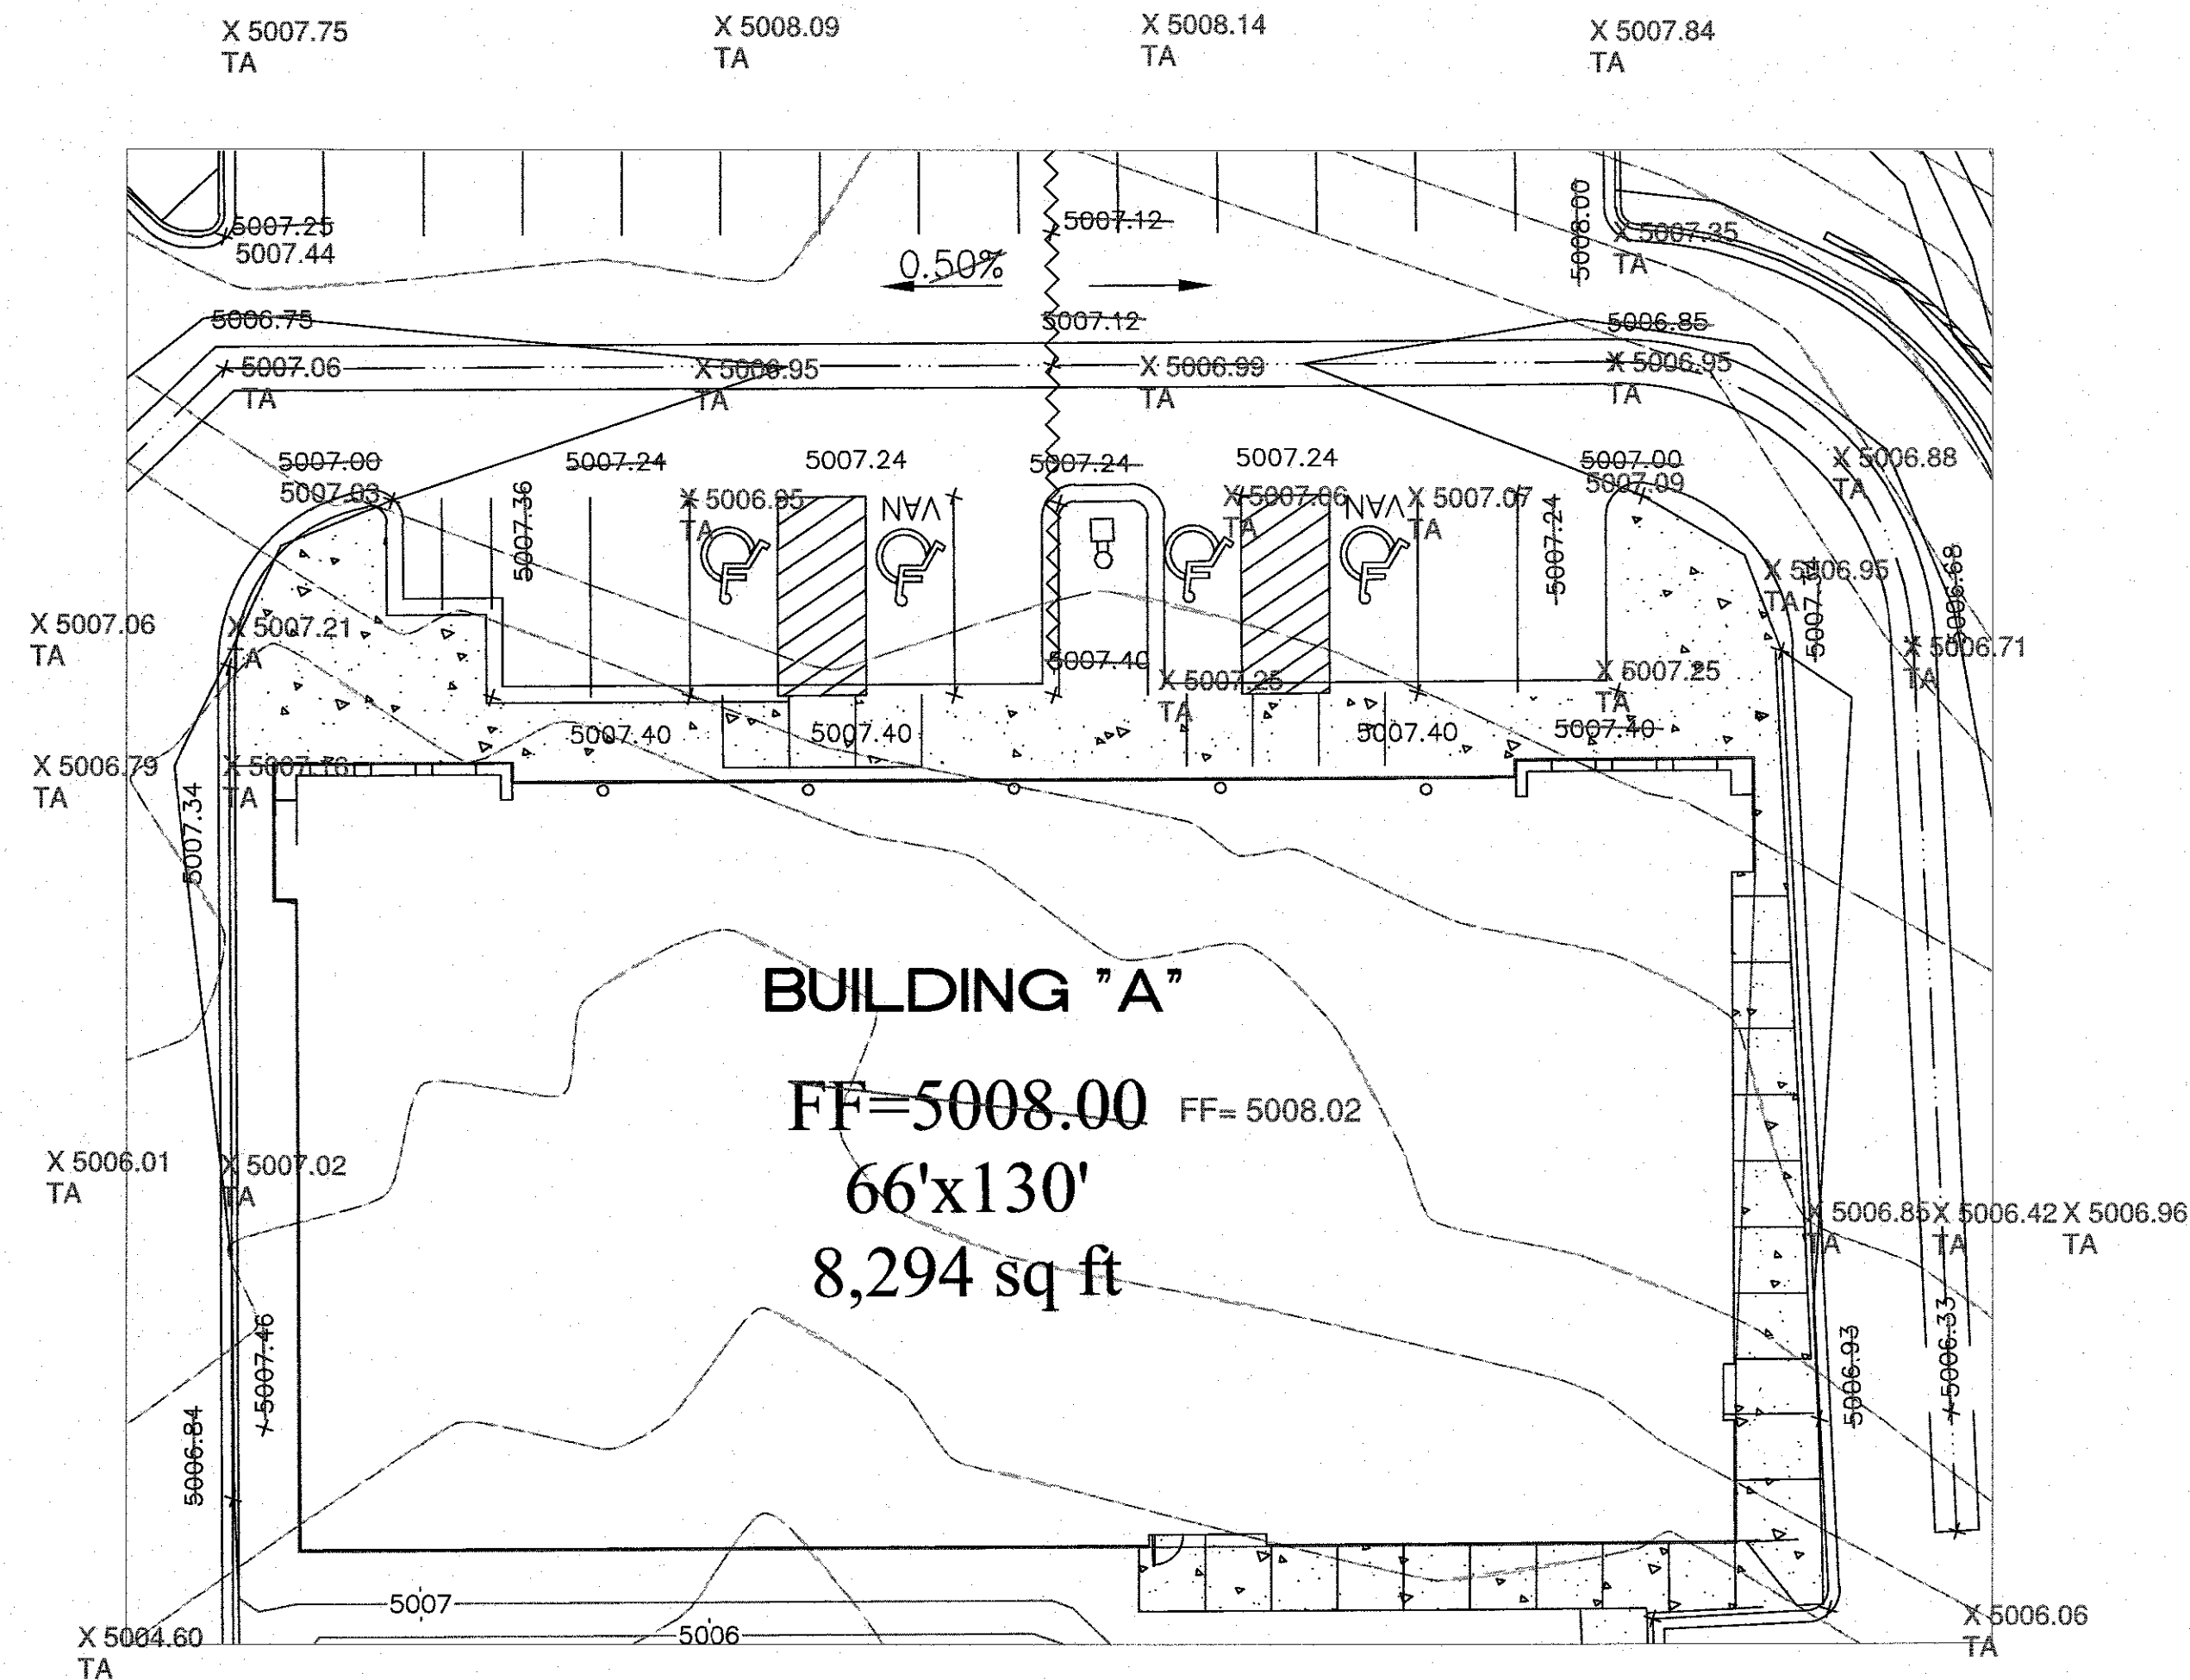 X 5007.75
TA
X 5008.09
TA
X 5008.14
TA
X 5007.84
TA
5007.25
5007.44
5007.12
5008.00
X 5007.35
TA
0.50%
5006.75
5007.12
5006.85
5007.06
TA
X 5006.95
TA
X 5006.99
TA
X 5006.95
TA
5007.00
5007.03
5007.24
5007.24
5007.24
5007.24
5007.00
5007.09
X 5006.88
TA
5007.36
X 5006.95
TA
VAN
X 5007.06
TA
VAN
X 5007.07
TA
5007.24
X 5006.95
TA
5006.68
X 5007.06
TA
X 5007.21
TA
5007.40
X 5007.25
TA
X 5007.25
TA
X 5006.71
TA
5007.40
5007.40
5007.40
5007.40
X 5006.79
TA
X 5007.16
TA
5007.34
BUILDING "A"
FF=5008.00
FF= 5008.02
66'x130'
8,294 sq ft
X 5006.01
TA
X 5007.02
TA
X 5006.85
TA
X 5006.42
TA
X 5006.96
TA
5007.46
5006.84
5006.93
5006.33
5007
5006
X 5004.60
TA
X 5006.06
TA